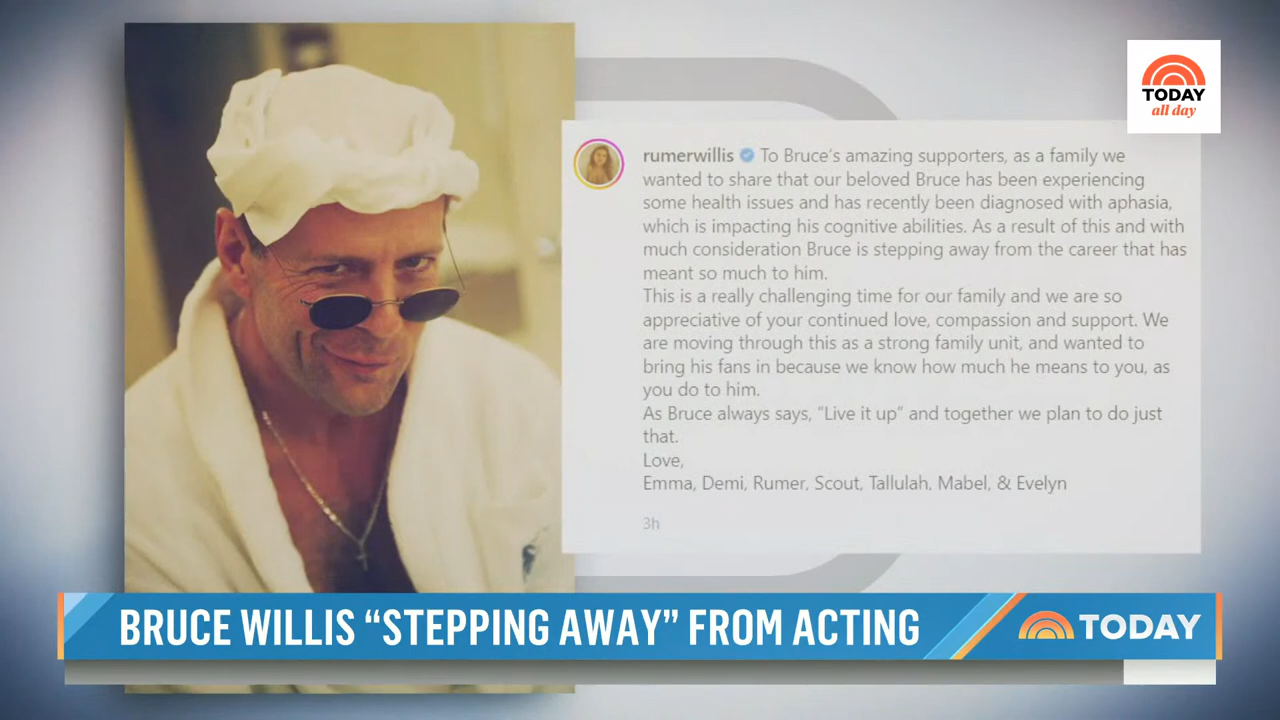 TODAY
all day
rumerwillis To Bruce's amazing supporters, as a family we
wanted to share that our beloved Bruce has been experiencing
some health issues and has recently been diagnosed with aphasia,
which is impacting his cognitive abilities. As a result of this and with
much consideration Bruce is stepping away from the career that has
meant so much to him.
This is a really challenging time for our family and we are so
appreciative of your continued love, compassion and support. We
are moving through this as a strong family unit, and wanted to
bring his fans in because we know how much he means to you, as
you do to him.
As Bruce always says, "Live it up" and together we plan to do just
that.
Love,
Emma, Demi, Rumer, Scout, Tallulah, Mabel, & Evelyn
3h
BRUCE WILLIS “STEPPING AWAY” FROM ACTING
TODAY